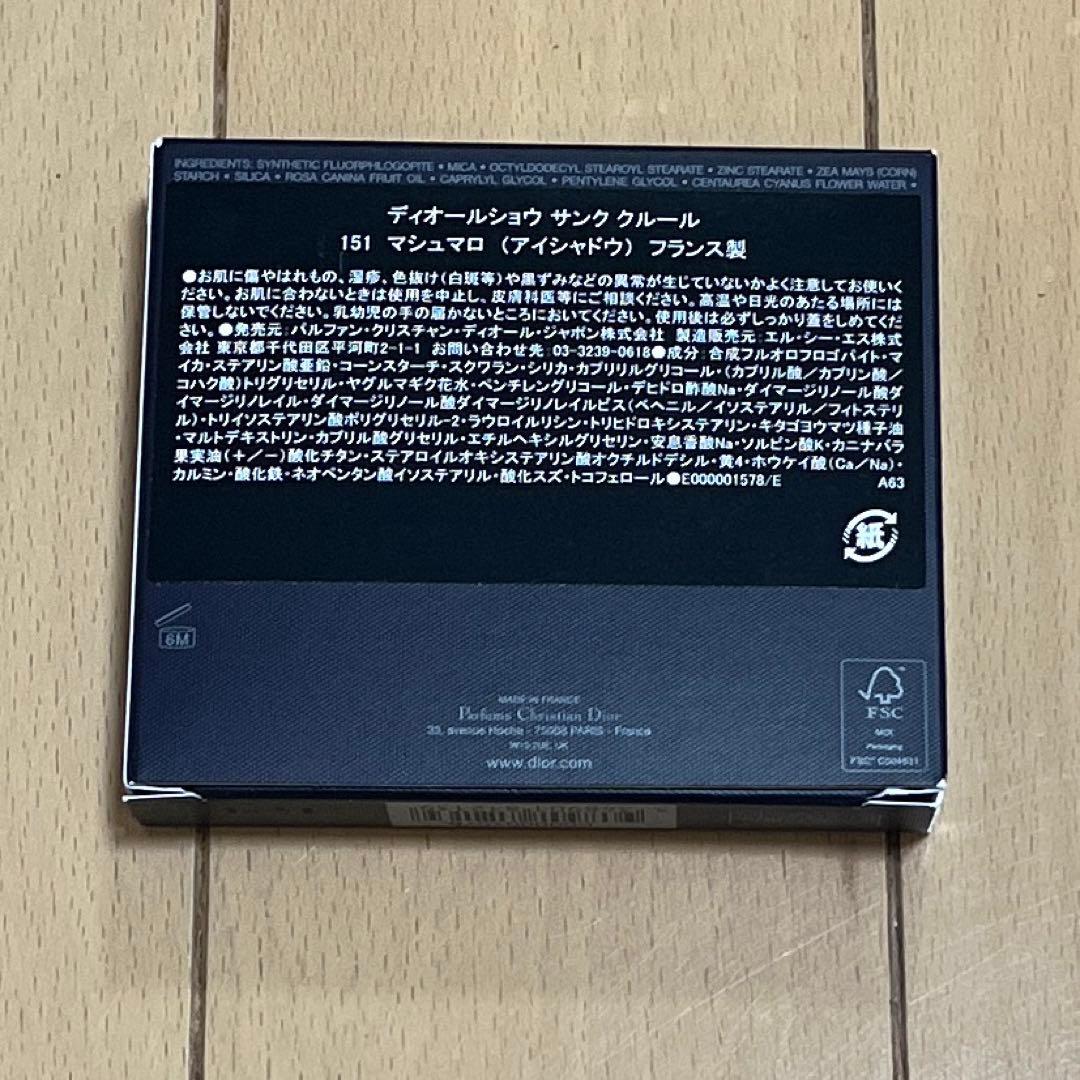 INGREDIENTS: SYNTHETIC FLUORPHLOGOPITE • MICA • OCTYLDODECYL STEAROYL STEARATE • ZINC STEARATE • ZEA MAYS (CORN)
STARCH • SILICA • ROSA CANINA FRUIT OIL • CAPRYLYL GLYCOL • PENTYLENE GLYCOL • CENTAUREA CYANUS FLOWER WATER •
ディオールショウ サンク クルール
151 マシュマロ （アイシャドウ） フランス製
●お肌に傷やはれもの、湿疹、色抜け（白斑等）や黒ずみなどの異常が生じていないかよく注意してお使いく
ださい。お肌に合わないときは使用を中止し、皮膚科医等にご相談ください。高温や日光のあたる場所には
保管しないでください。乳幼児の手の届かないところにおいてください。使用後は必ずしっかり蓋をしめてくだ
さい。●発売元：パルファン・クリスチャン・ディオール・ジャポン株式会社 製造販売元：エル・シー・エス株式
会社 東京都千代田区平河町2-1-1 お問い合わせ先：03-3239-0618●成分：合成フルオロフロゴパイト・マ
イカ・ステアリン酸亜鉛・コーンスターチ・スクワラン・シリカ・カプリリルグリコール・（カプリル酸／カプリン酸／
コハク酸）トリグリセリル・ヤグルマギク花水・ペンチレングリコール・デヒドロ酢酸Na・ダイマージリノール酸ダ
イマージリノレイル・ダイマージリノール酸ダイマージリノレイルビス（ベヘニル／イソステアリル／フィトステリ
ル）・トリイソステアリン酸ポリグリセリル-2・ラウロイルリシン・トリヒドロキシステアリン・キタゴヨウマツ種子油
・マルトデキストリン・カプリル酸グリセリル・エチルヘキシルグリセリン・安息香酸Na・ソルビン酸K・カニナバラ
果実油（＋／－）酸化チタン・ステアロイルオキシステアリン酸オクチルドデシル・黄4・ホウケイ酸（Ca／Na）・
カルミン・酸化鉄・ネオペンタン酸イソステアリル・酸化スズ・トコフェロール●E000001578/E A63
紙
6M
MADE IN FRANCE
Parfums Christian Dior
33, avenue Hoche - 75008 PARIS - France
W1S 2UE, UK
www.dior.com
FSC
MIX
Packaging